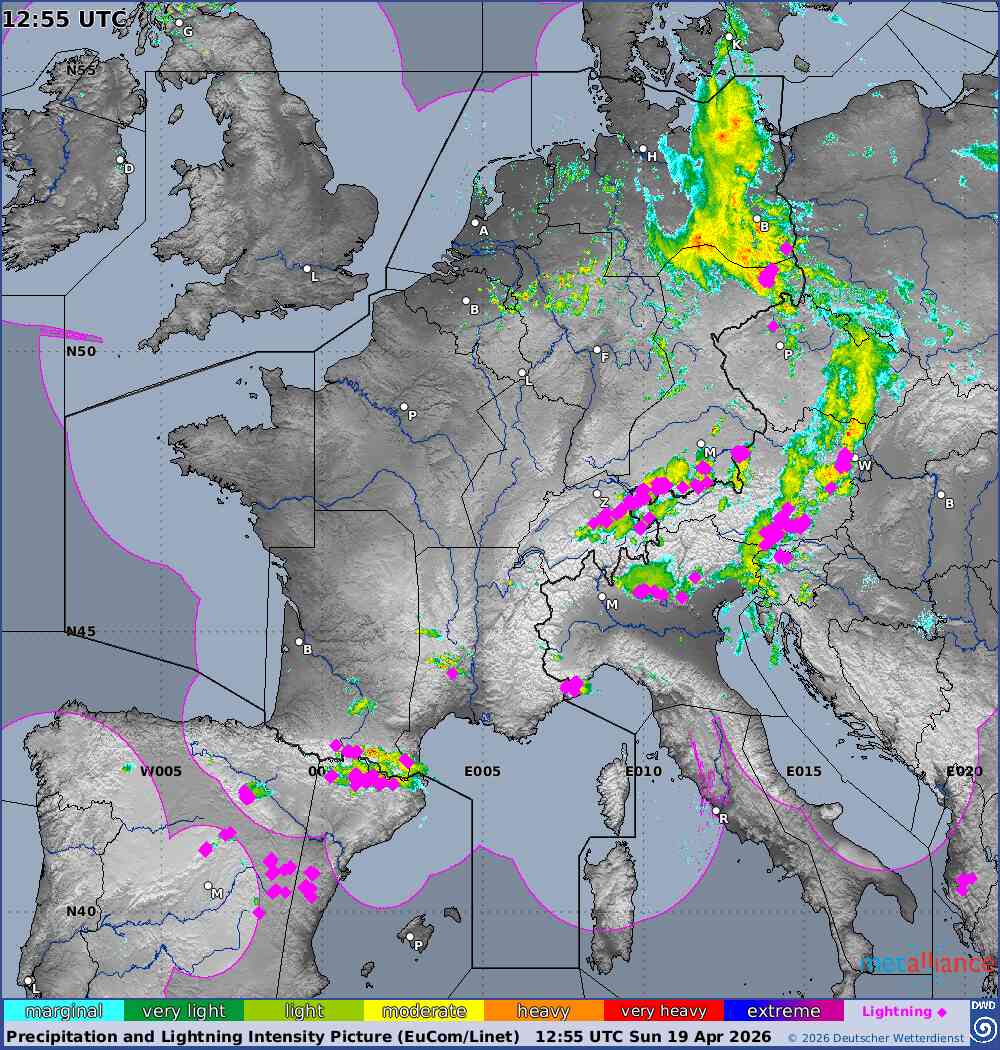 12:55 UTC
G
K
N55
D
H
A
B
L
B
N50
F
P
L
P
M
W
Z
B
M
N45
B
W005
00
E005
E010
E015
E020
R
M
N40
P
L
metalliance
marginal very light light moderate heavy very heavy extreme Lightning
DWD
Precipitation and Lightning Intensity Picture (EuCom/Linet) 12:55 UTC Sun 19 Apr 2026 © 2026 Deutscher Wetterdienst